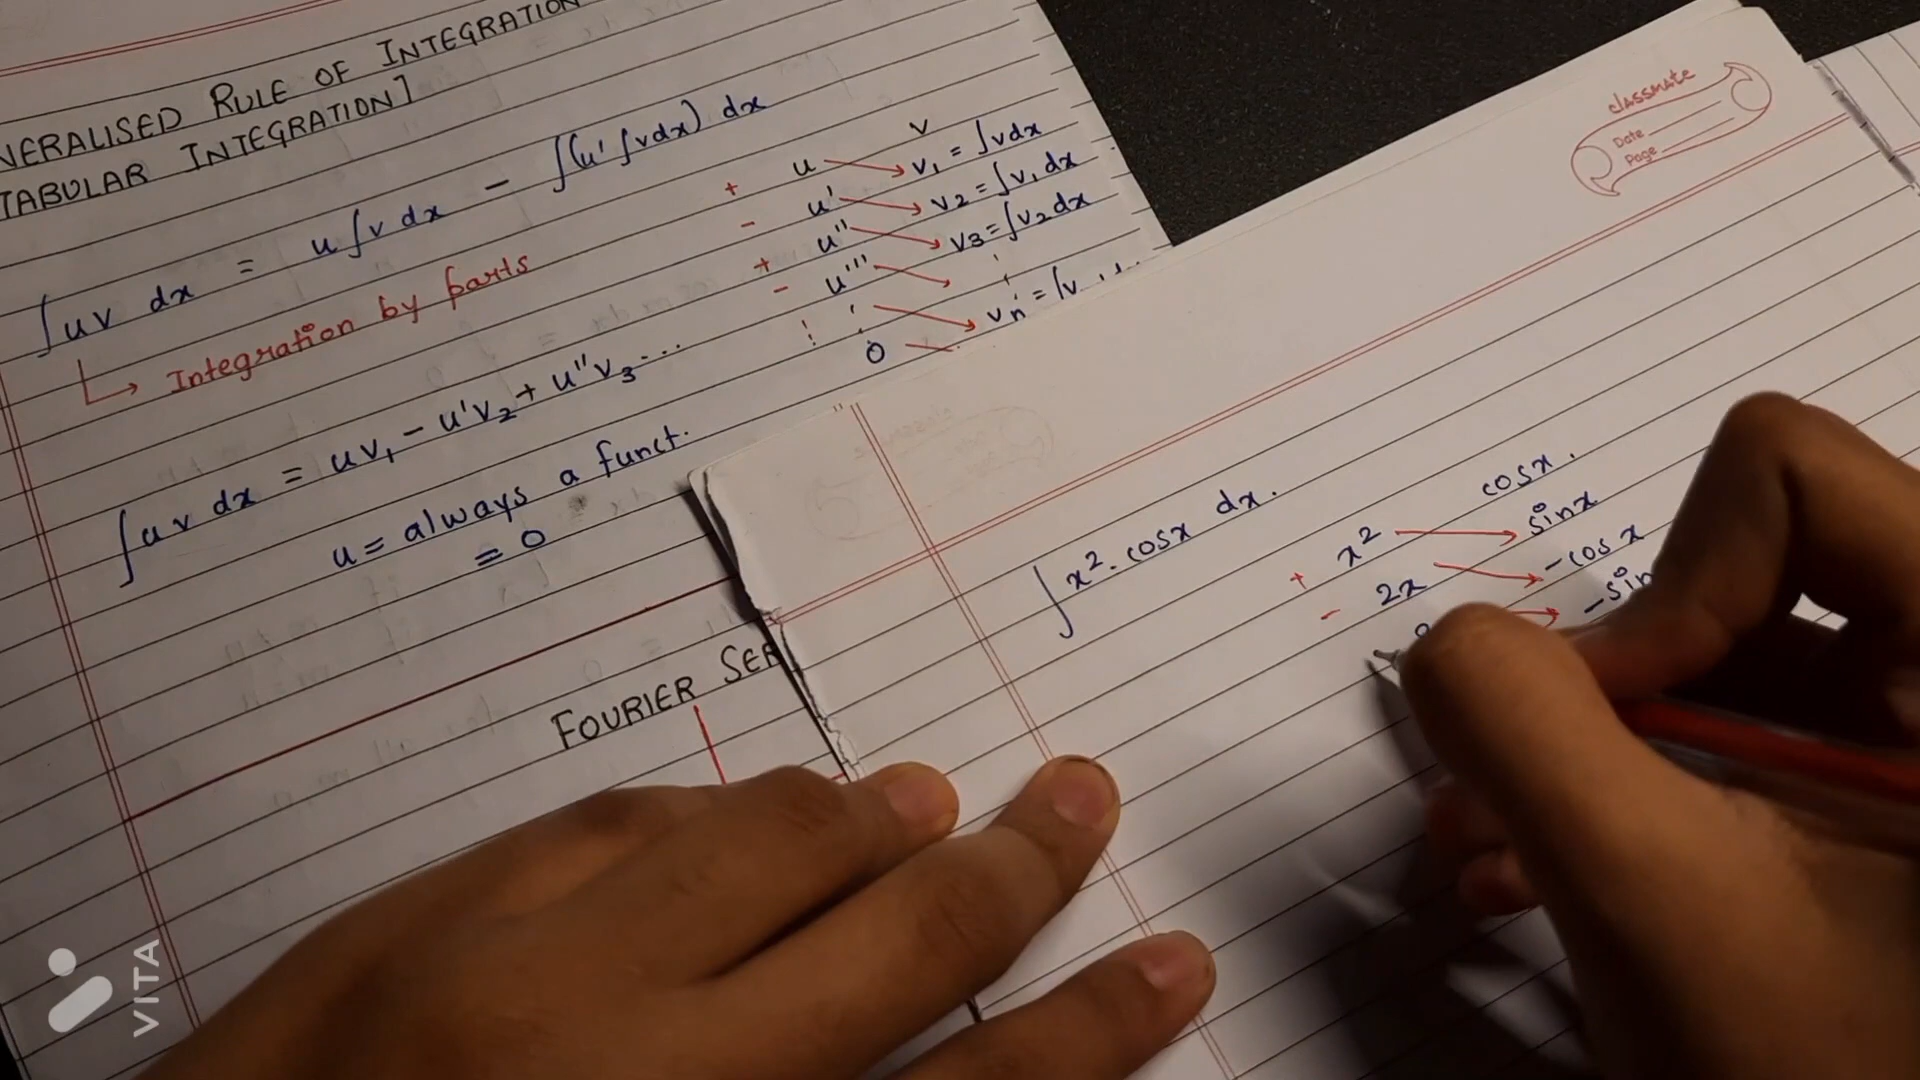 NERALISED RULE OF INTEGRATION
TABULAR INTEGRATION]
∫uv dx = u∫v dx - ∫(u'∫vdx) dx
↳ Integration by parts
v
+ u → v₁ = ∫vdx
- u' → v₂ = ∫v₁dx
+ u'' → v₃ = ∫v₂dx
- u''' →
vₙ = ∫v
0
∫uv dx = uv₁ - u'v₂ + u''v₃ ...
u = always a funct.
= 0
FOURIER SER
classmate
Date
Page
∫x². cosx dx.
cosx.
+ x² → sinx
- 2x → -cosx
-sin
VITA